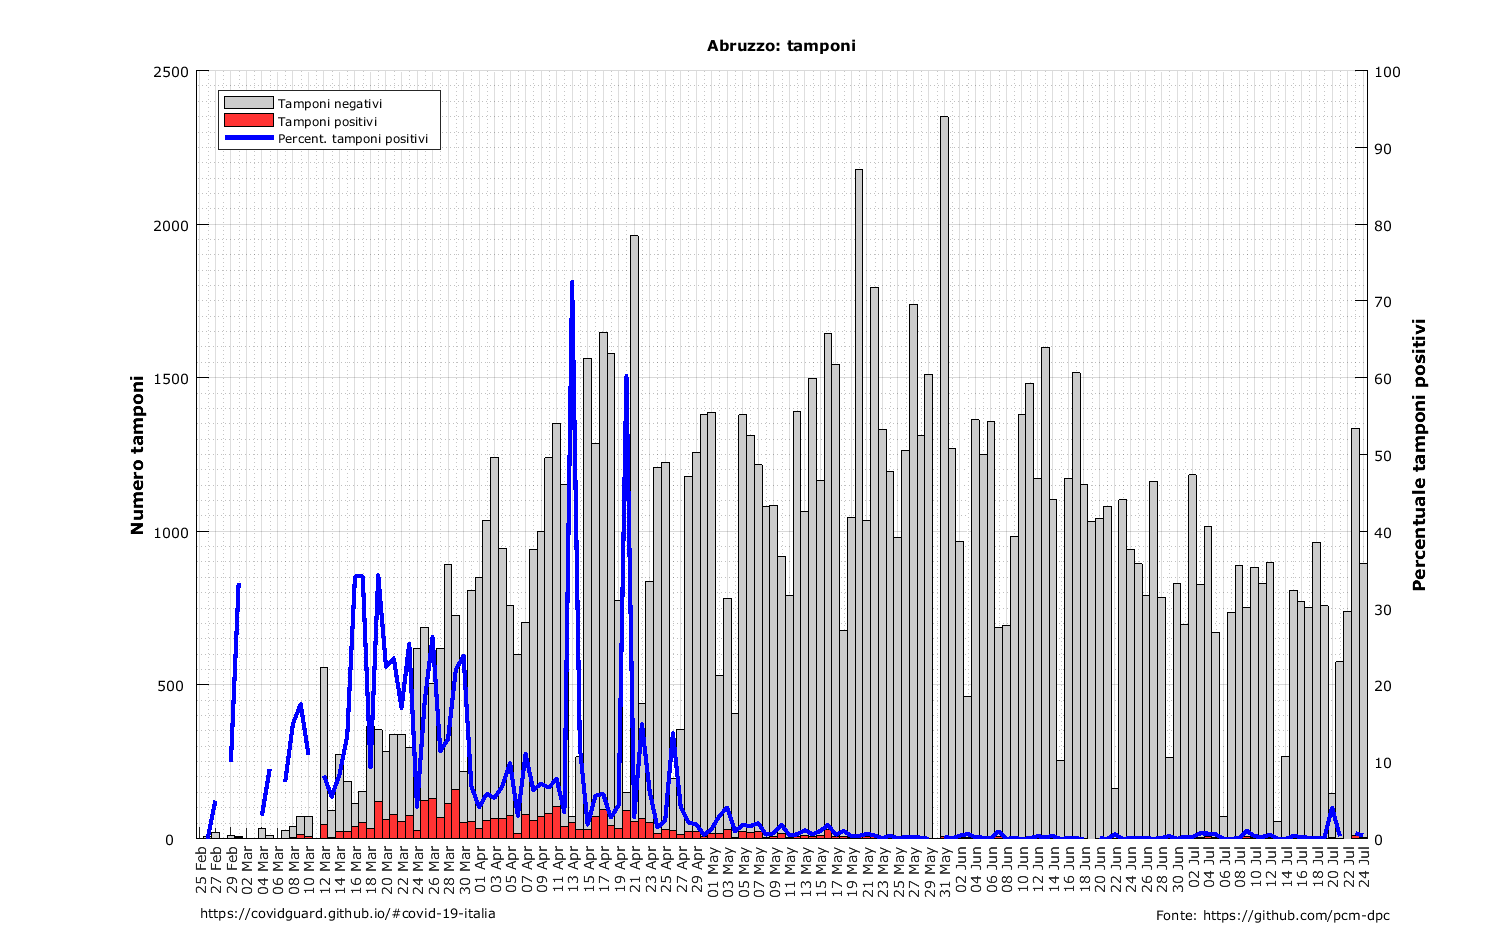 Abruzzo: tamponi
2500
2000
1500
1000
500
0
Numero tamponi
Tamponi negativi
Tamponi positivi
Percent. tamponi positivi
100
90
80
70
60
50
40
30
20
10
0
Percentuale tamponi positivi
25 Feb
27 Feb
29 Feb
02 Mar
04 Mar
06 Mar
08 Mar
10 Mar
12 Mar
14 Mar
16 Mar
18 Mar
20 Mar
22 Mar
24 Mar
26 Mar
28 Mar
30 Mar
01 Apr
03 Apr
05 Apr
07 Apr
09 Apr
11 Apr
13 Apr
15 Apr
17 Apr
19 Apr
21 Apr
23 Apr
25 Apr
27 Apr
29 Apr
01 May
03 May
05 May
07 May
09 May
11 May
13 May
15 May
17 May
19 May
21 May
23 May
25 May
27 May
29 May
31 May
02 Jun
04 Jun
06 Jun
08 Jun
10 Jun
12 Jun
14 Jun
16 Jun
18 Jun
20 Jun
22 Jun
24 Jun
26 Jun
28 Jun
30 Jun
02 Jul
04 Jul
06 Jul
08 Jul
10 Jul
12 Jul
14 Jul
16 Jul
18 Jul
20 Jul
22 Jul
24 Jul
https://covidguard.github.io/#covid-19-italia
Fonte: https://github.com/pcm-dpc